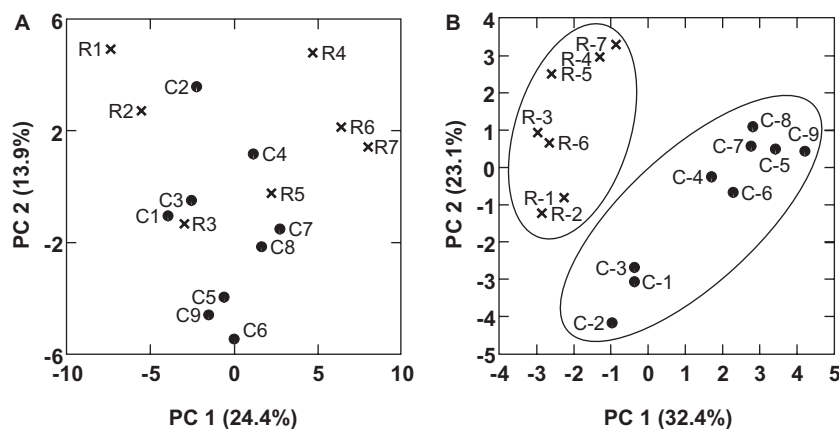 A
6
2
-2
-6
-10
-5
0
5
10
PC 2 (13.9%)
PC 1 (24.4%)
R1
R4
C2
R2
R6
R7
C4
C3
R5
C1
R3
C7
C8
C5
C9
C6
B
4
3
2
1
0
-1
-2
-3
-4
-5
-4
-3
-2
-1
0
1
2
3
4
5
PC 2 (23.1%)
PC 1 (32.4%)
R-7
R-4
R-5
R-3
R-6
R-1
R-2
C-8
C-9
C-7
C-5
C-4
C-6
C-3
C-1
C-2